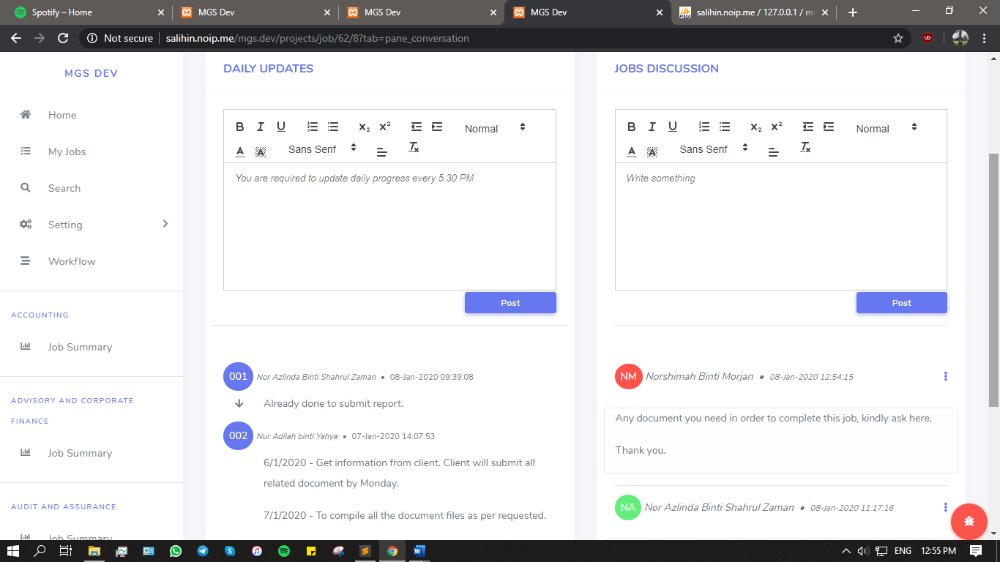 Spotify – Home
MGS Dev
MGS Dev
MGS Dev
salihin.noip.me / 127.0.0.1 /
Not secure
salihin.noip.me/mgs.dev/projects/job/62/8?tab=pane_conversation
MGS DEV
Home
My Jobs
Search
Setting
Workflow
ACCOUNTING
Job Summary
ADVISORY AND CORPORATE
FINANCE
Job Summary
AUDIT AND ASSURANCE
Job Summary
DAILY UPDATES
B I U X₂ X² Normal
A A Sans Serif Tx
You are required to update daily progress every 5.30 PM
Post
001 Nor Azlinda Binti Shahrul Zaman • 08-Jan-2020 09:39:08
Already done to submit report.
002 Nur Adilah binti Yahya • 07-Jan-2020 14:07:53
6/1/2020 - Get information from client. Client will submit all
related document by Monday.
7/1/2020 - To compile all the document files as per requested.
JOBS DISCUSSION
B I U X₂ X² Normal
A A Sans Serif Tx
Write something
Post
NM Norshimah Binti Morjan • 08-Jan-2020 12:54:15
Any document you need in order to complete this job, kindly ask here.
Thank you.
NA Nor Azlinda Binti Shahrul Zaman • 08-Jan-2020 11:17:16
ENG 12:55 PM